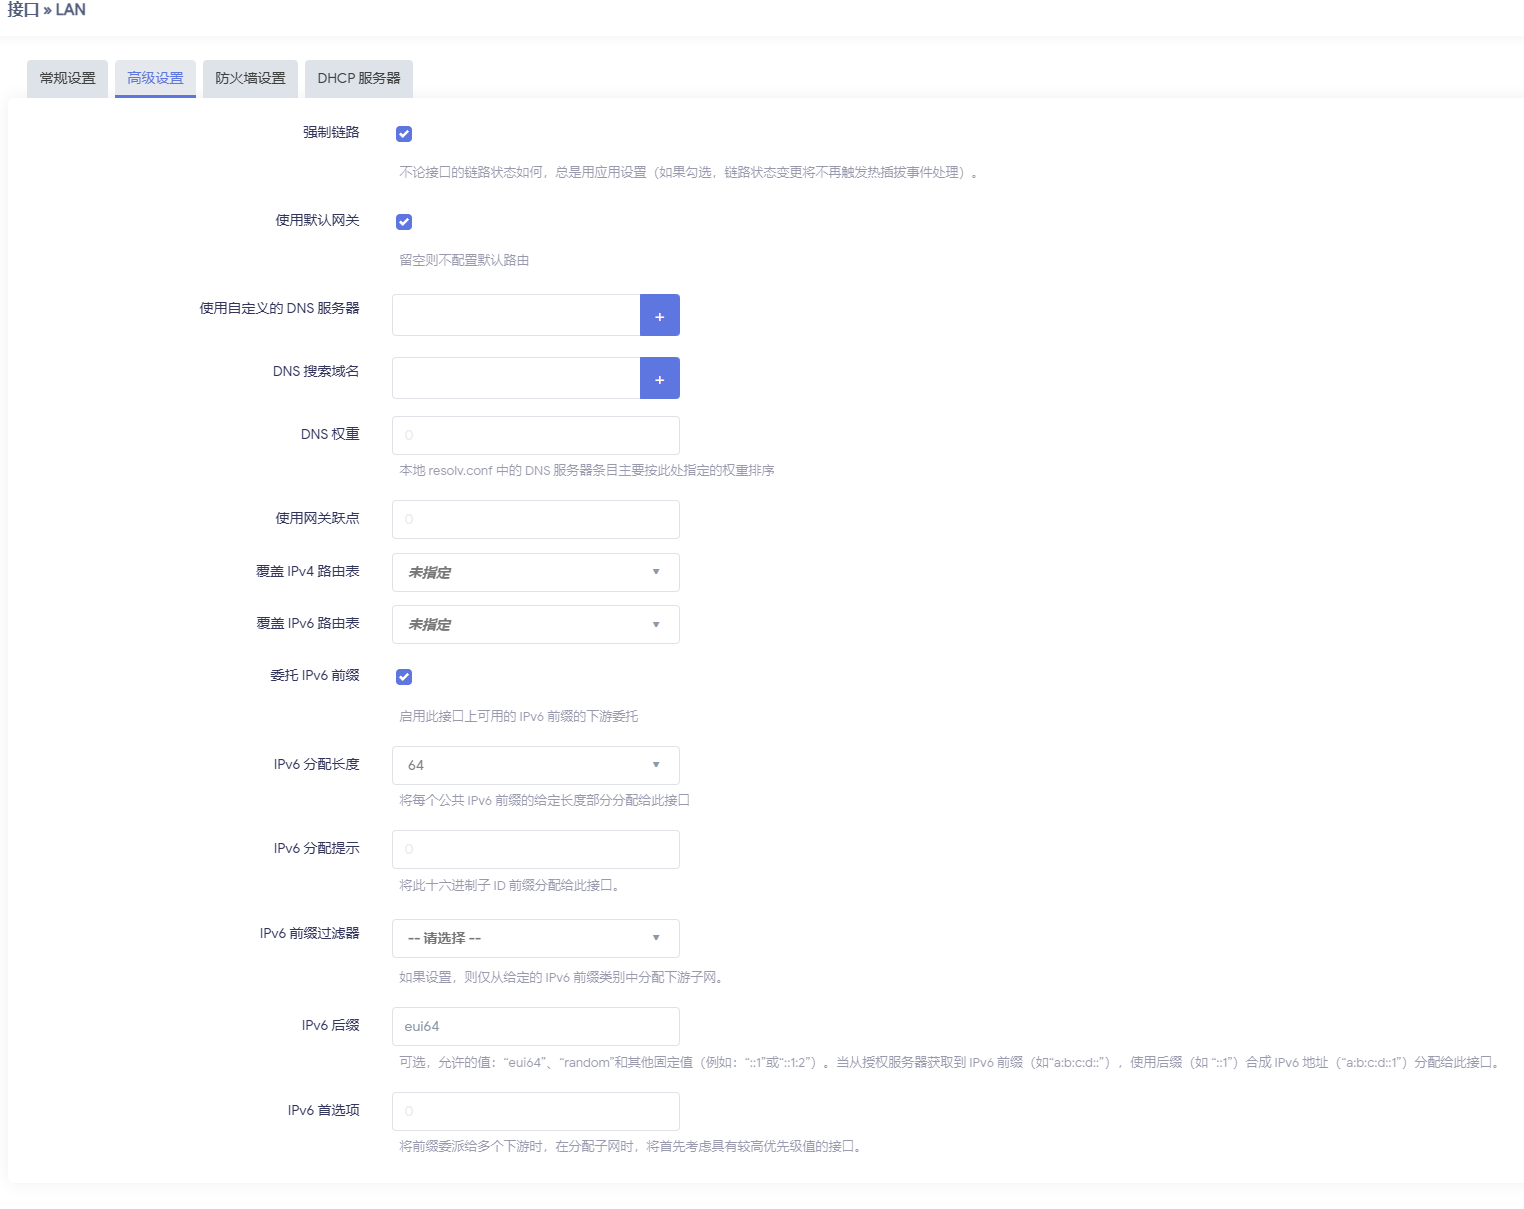 接口 » LAN
常规设置 高级设置 防火墙设置 DHCP 服务器
强制链路
不论接口的链路状态如何，总是用应用设置（如果勾选，链路状态变更将不再触发热插拔事件处理）。
使用默认网关
留空则不配置默认路由
使用自定义的 DNS 服务器
+
DNS 搜索域名
+
DNS 权重
0
本地 resolv.conf 中的 DNS 服务器条目主要按此处指定的权重排序
使用网关跃点
0
覆盖 IPv4 路由表
未指定
覆盖 IPv6 路由表
未指定
委托 IPv6 前缀
启用此接口上可用的 IPv6 前缀的下游委托
IPv6 分配长度
64
将每个公共 IPv6 前缀的给定长度部分分配给此接口
IPv6 分配提示
0
将此十六进制子 ID 前缀分配给此接口。
IPv6 前缀过滤器
-- 请选择 --
如果设置，则仅从给定的 IPv6 前缀类别中分配下游子网。
IPv6 后缀
eui64
可选，允许的值：“eui64”、“random”和其他固定值（例如：“::1”或“::1:2”）。当从授权服务器获取到 IPv6 前缀（如“a:b:c:d::”），使用后缀（如 “::1”）合成 IPv6 地址（“a:b:c:d::1”）分配给此接口。
IPv6 首选项
0
将前缀委派给多个下游时，在分配子网时，将首先考虑具有较高优先级值的接口。